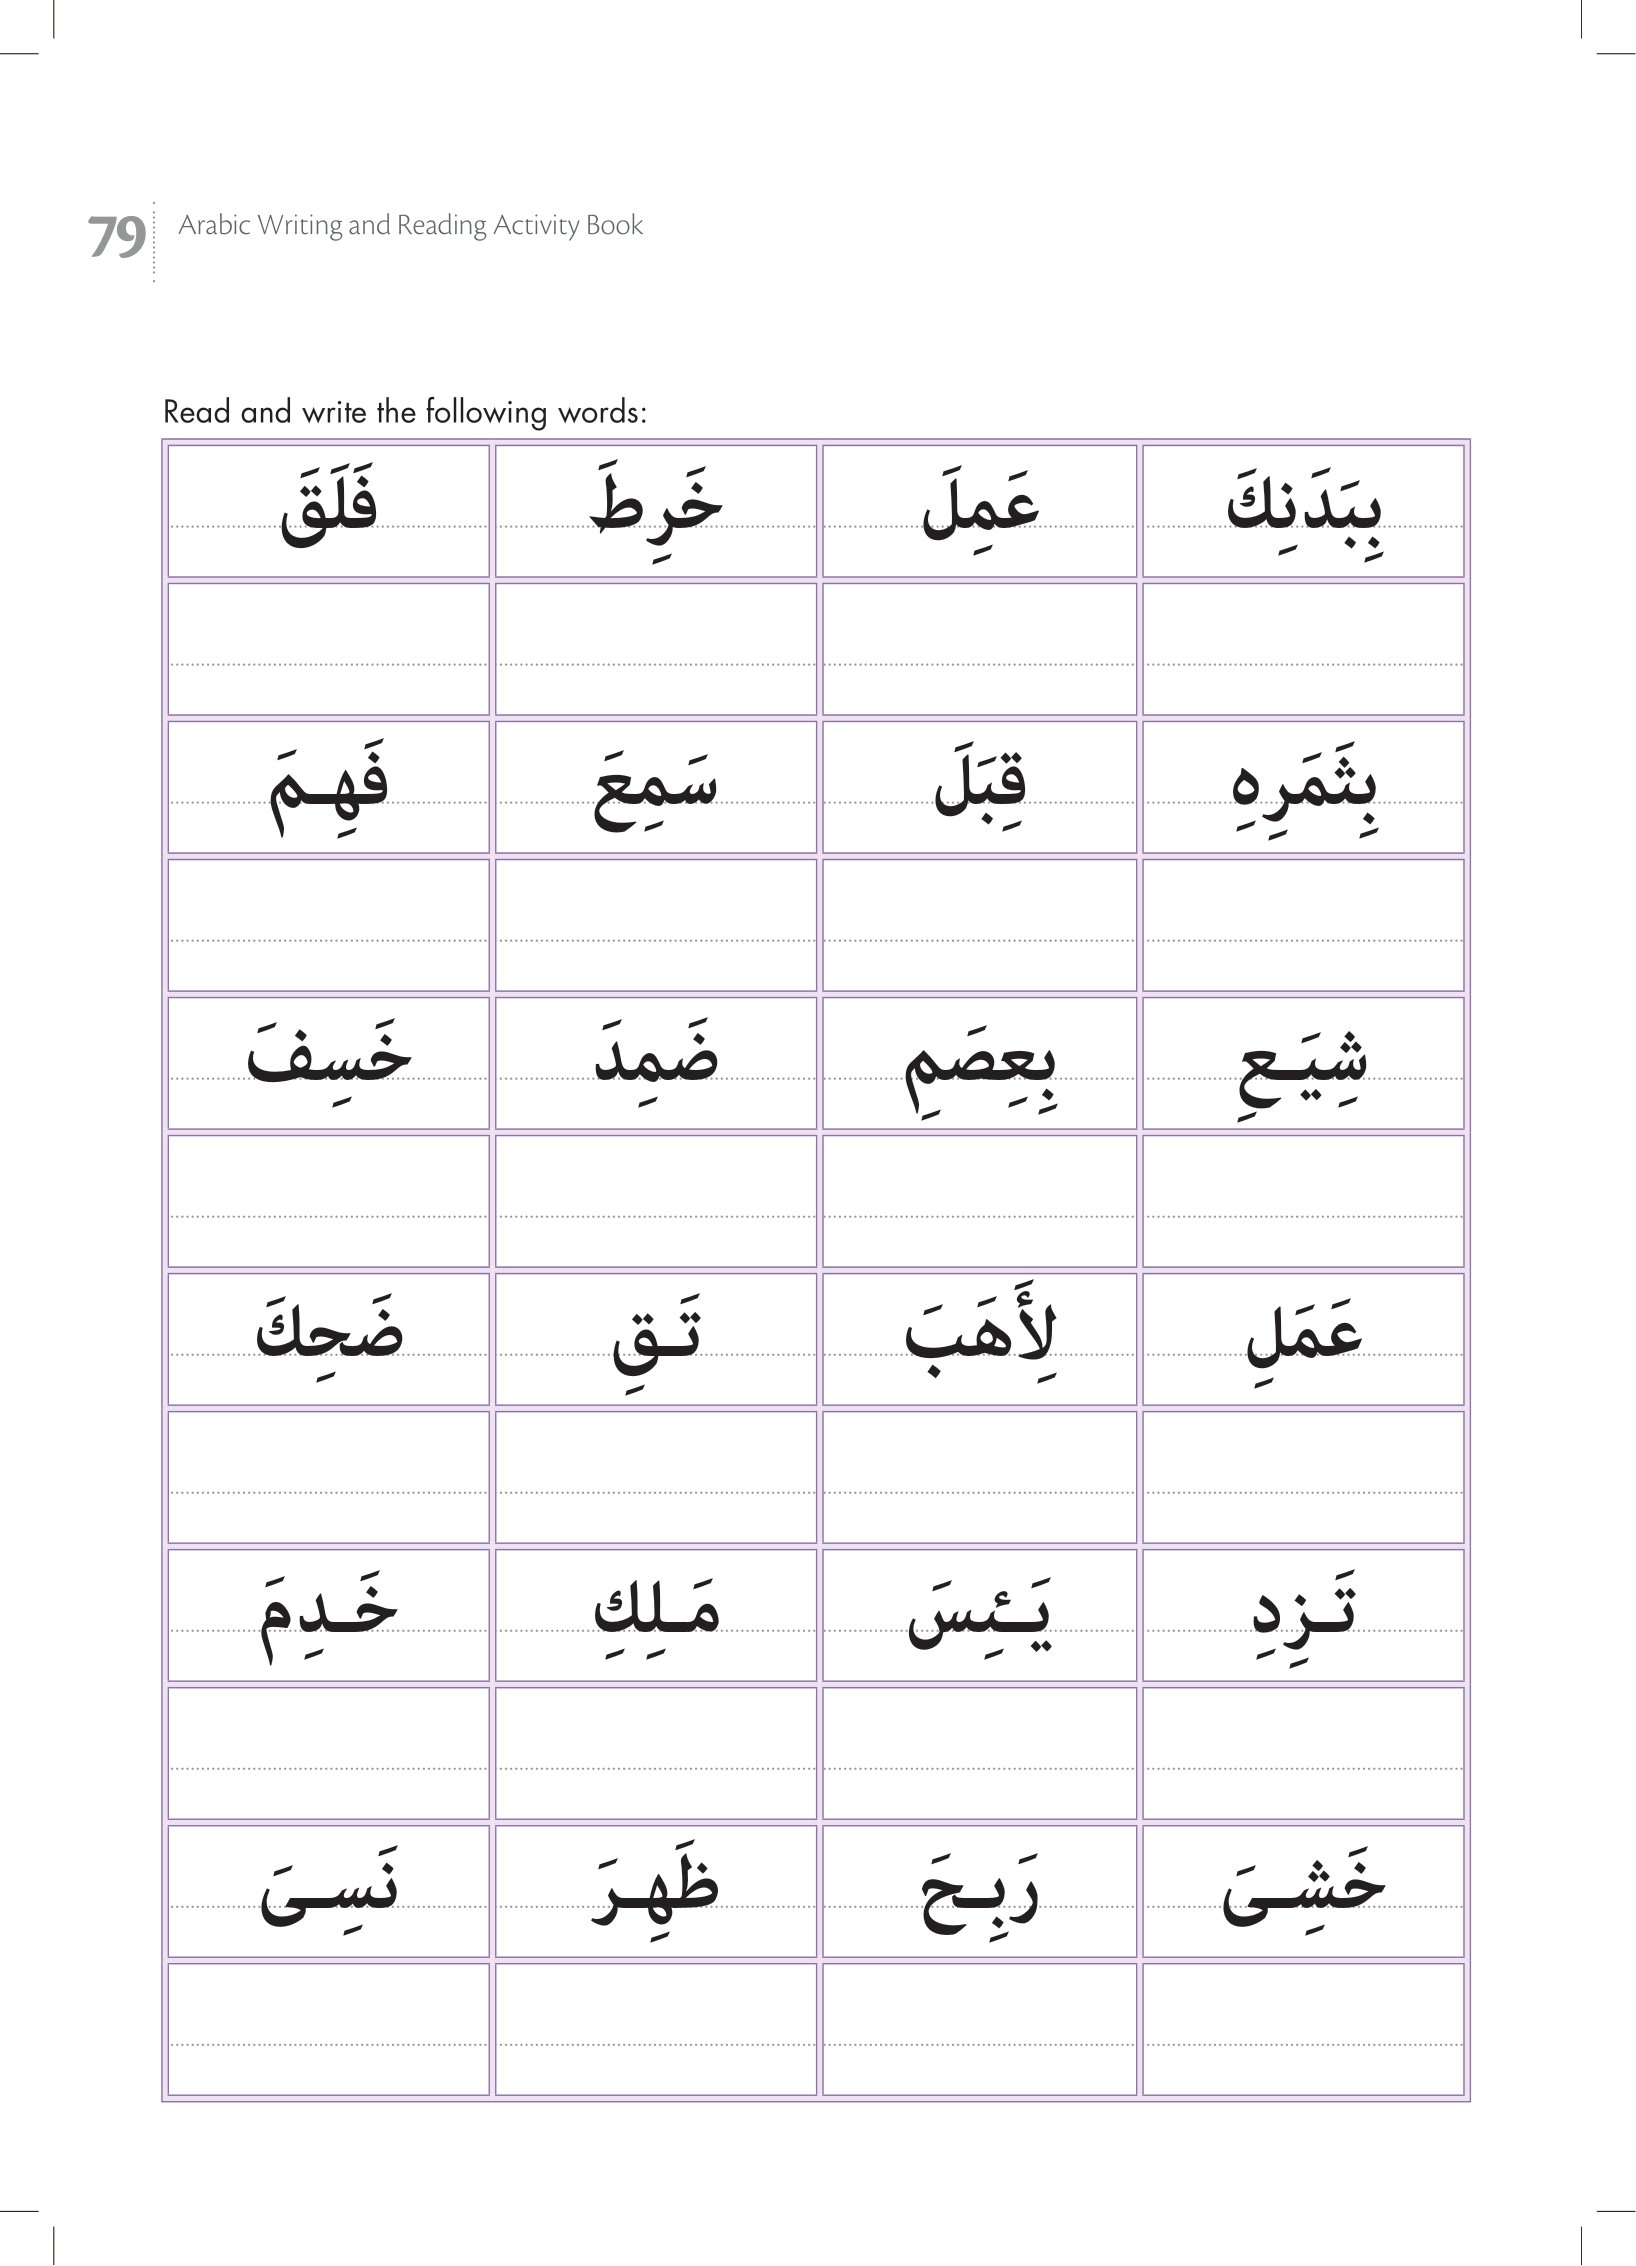 79 Arabic Writing and Reading Activity Book
Read and write the following words:
بِبَدَنِكَ عَمِلَ خَرِطَ فَلَقَ
بِثَمَرِهِ قِبَلَ سَمِعَ فَهِـمَ
شِيَـعِ بِعِصَمِ ضَمِدَ خَسِفَ
عَمَلِ لِأَهَبَ تَـقِ ضَحِكَ
تَـزِدِ يَـئِسَ مَـلِكِ خَـدِمَ
خَشِـىَ رَبِـحَ ظَهِـرَ نَسِـىَ